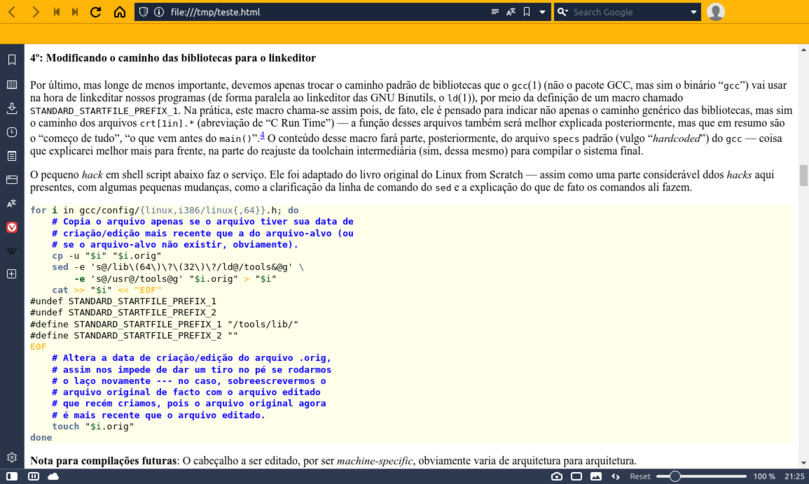 file:///tmp/teste.html
Search Google
4º: Modificando o caminho das bibliotecas para o linkeditor
Por último, mas longe de menos importante, devemos apenas trocar o caminho padrão de bibliotecas que o gcc(1) (não o pacote GCC, mas sim o binário “gcc”) vai usar
na hora de linkeditar nossos programas (de forma paralela ao linkeditor das GNU Binutils, o ld(1)), por meio da definição de um macro chamado
STANDARD_STARTFILE_PREFIX_1. Na prática, este macro chama-se assim pois, de fato, ele é pensado para indicar não apenas o caminho genérico das bibliotecas, mas sim
o caminho dos arquivos crt[1in].* (abreviação de “C Run Time”) — a função desses arquivos também será melhor explicada posteriormente, mas que em resumo são
o “começo de tudo”, “o que vem antes do main()”.4 O conteúdo desse macro fará parte, posteriormente, do arquivo specs padrão (vulgo “hardcoded”) do gcc — coisa
que explicarei melhor mais para frente, na parte do reajuste da toolchain intermediária (sim, dessa mesmo) para compilar o sistema final.
O pequeno hack em shell script abaixo faz o serviço. Ele foi adaptado do livro original do Linux from Scratch — assim como uma parte considerável ddos hacks aqui
presentes, com algumas pequenas mudanças, como a clarificação da linha de comando do sed e a explicação do que de fato os comandos ali fazem.
for i in gcc/config/{linux,i386/linux{,64}}.h; do
# Copia o arquivo apenas se o arquivo tiver sua data de
# criação/edição mais recente que a do arquivo-alvo (ou
# se o arquivo-alvo não existir, obviamente).
cp -u "$i" "$i.orig"
sed -e 's@/lib\(64\)\?\(32\)\?/ld@/tools&@g' \
-e 's@/usr@/tools@g' "$i.orig" > "$i"
cat >> "$i" << "EOF"
#undef STANDARD_STARTFILE_PREFIX_1
#undef STANDARD_STARTFILE_PREFIX_2
#define STANDARD_STARTFILE_PREFIX_1 "/tools/lib/"
#define STANDARD_STARTFILE_PREFIX_2 ""
EOF
# Altera a data de criação/edição do arquivo .orig,
# assim nos impede de dar um tiro no pé se rodarmos
# o laço novamente --- no caso, sobreescrevermos o
# arquivo original de facto com o arquivo editado
# que recém criamos, pois o arquivo original agora
# é mais recente que o arquivo editado.
touch "$i.orig"
done
Nota para compilações futuras: O cabeçalho a ser editado, por ser machine-specific, obviamente varia de arquitetura para arquitetura.
Reset
100 %
21:25